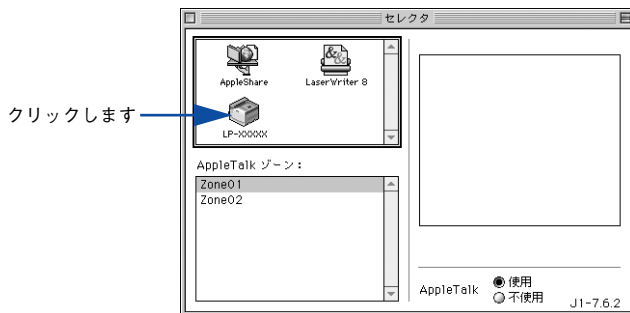 セレクタ
AppleShare
LaserWriter 8
クリックします
LP-XXXXX
AppleTalk ゾーン：
Zone01
Zone02
AppleTalk
使用
不使用
J1-7.6.2